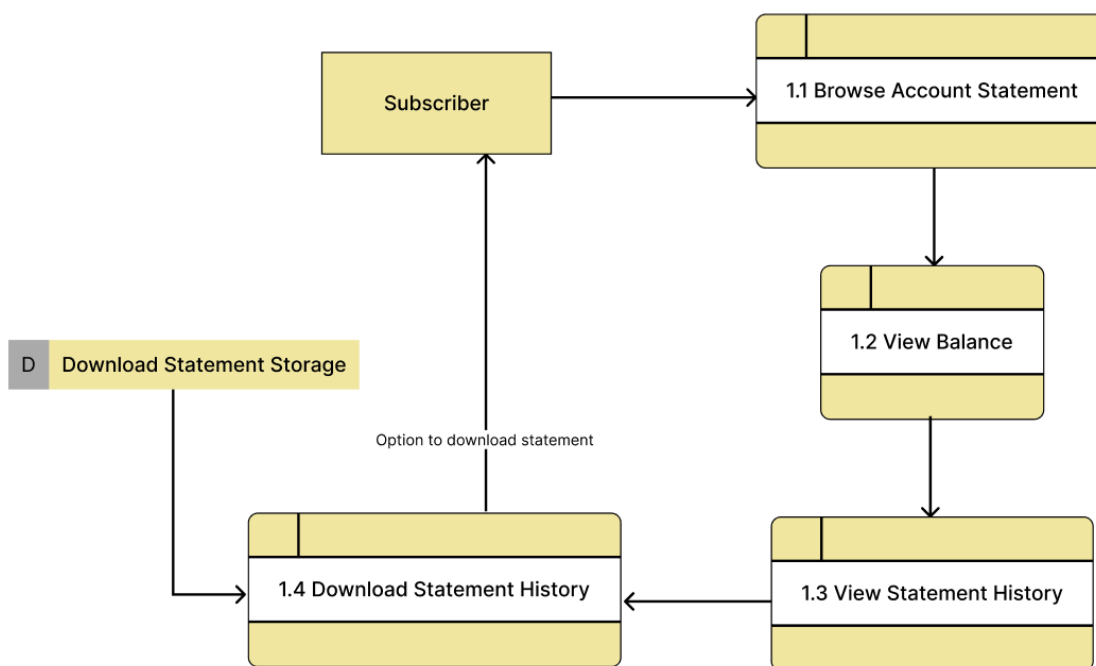 Subscriber
1.1 Browse Account Statement
1.2 View Balance
D Download Statement Storage
Option to download statement
1.4 Download Statement History
1.3 View Statement History